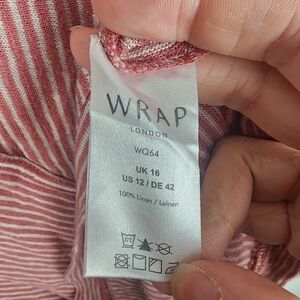 WRAP
LONDON
WQ64
UK 16
US 12 / DE 42
100% Linen / Leinen